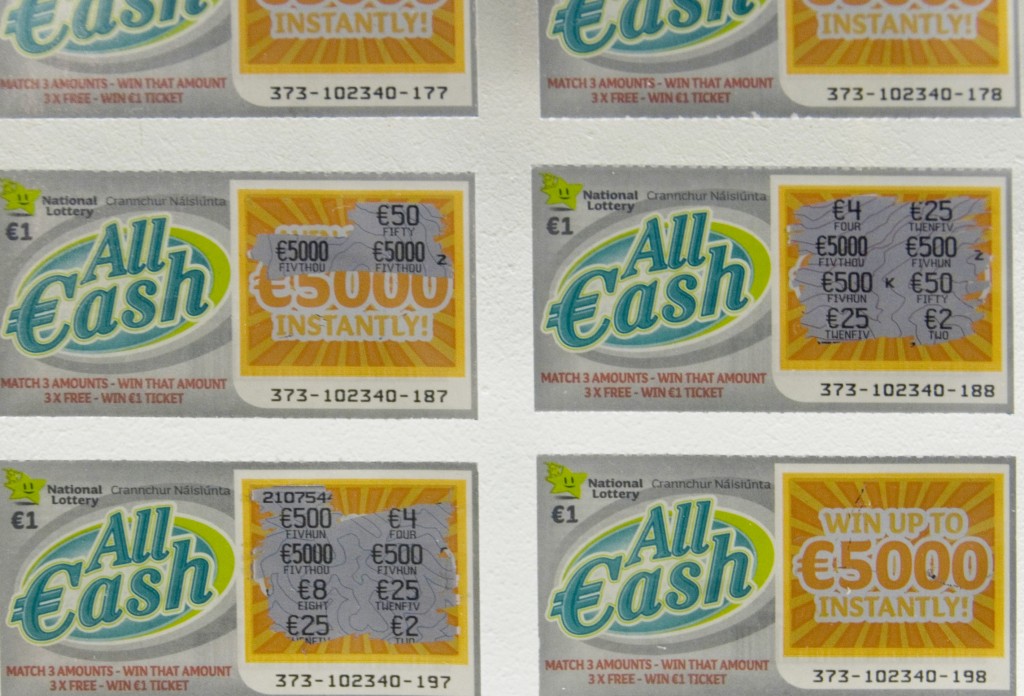 Cash
INSTANTLY!
MATCH 3 AMOUNTS - WIN THAT AMOUNT
3 X FREE - WIN €1 TICKET
373-102340-177
Cash
INSTANTLY!
MATCH 3 AMOUNTS - WIN THAT AMOUNT
3 X FREE - WIN €1 TICKET
373-102340-178
National Lottery
Crannchur Náisiúnta
€1
All
€ash
€50
FIFTY
€5000 €5000
FIVTHOU FIVTHOU
2
€5000
INSTANTLY!
MATCH 3 AMOUNTS - WIN THAT AMOUNT
3 X FREE - WIN €1 TICKET
373-102340-187
National Lottery
Crannchur Náisiúnta
€1
All
€ash
€4 €25
FOUR TWENFIV
€5000 €500
FIVTHOU FIVHUN
2
€500 K €50
FIVHUN FIFTY
€25 €2
TWENFIV TWO
MATCH 3 AMOUNTS - WIN THAT AMOUNT
3 X FREE - WIN €1 TICKET
373-102340-188
National Lottery
Crannchur Náisiúnta
€1
All
€ash
210754
€500 €4
FIVHUN FOUR
€5000 €500
FIVTHOU FIVHUN
€8 €25
EIGHT TWENFIV
€25 €2
TWO
MATCH 3 AMOUNTS - WIN THAT AMOUNT
3 X FREE - WIN €1 TICKET
373-102340-197
National Lottery
Crannchur Náisiúnta
€1
All
€ash
WIN UP TO
€5000
INSTANTLY!
MATCH 3 AMOUNTS - WIN THAT AMOUNT
3 X FREE - WIN €1 TICKET
373-102340-198